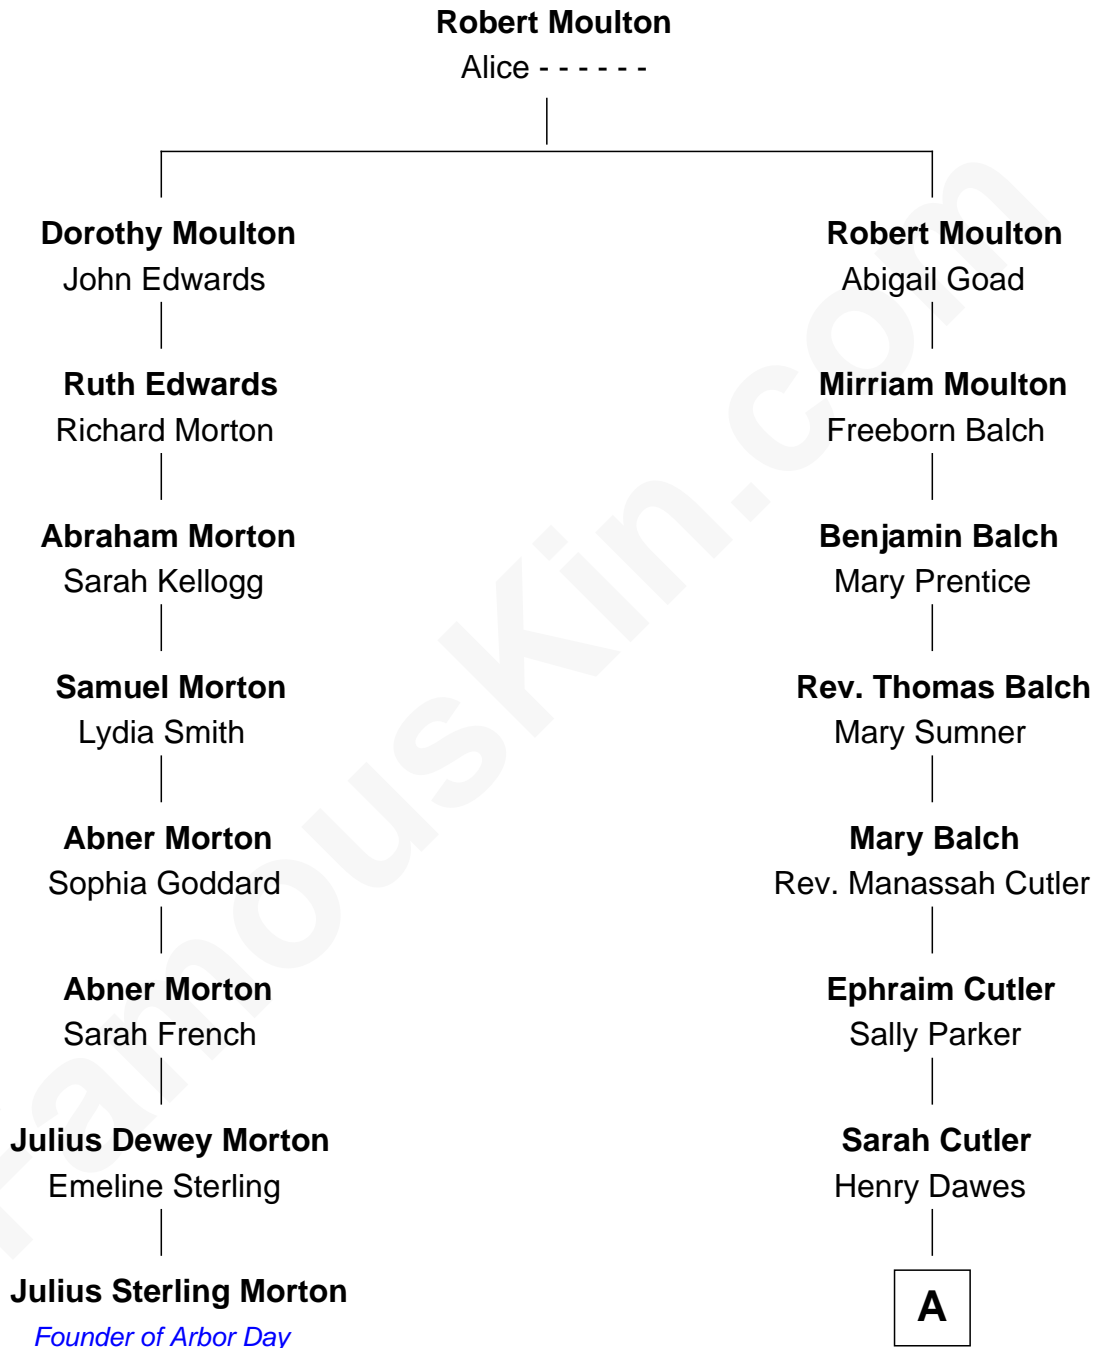 Robert Moulton
Alice - - - - - -
Dorothy Moulton
John Edwards
Robert Moulton
Abigail Goad
Ruth Edwards
Richard Morton
Mirriam Moulton
Freeborn Balch
Abraham Morton
Sarah Kellogg
Benjamin Balch
Mary Prentice
Samuel Morton
Lydia Smith
Rev. Thomas Balch
Mary Sumner
Abner Morton
Sophia Goddard
Mary Balch
Rev. Manassah Cutler
Abner Morton
Sarah French
Ephraim Cutler
Sally Parker
Julius Dewey Morton
Emeline Sterling
Sarah Cutler
Henry Dawes
Julius Sterling Morton
Founder of Arbor Day
A
FamousKin.com